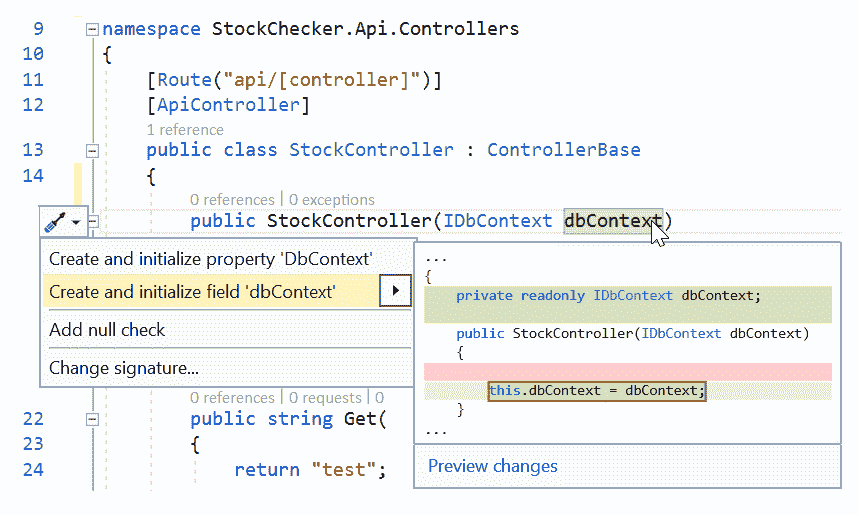 9 namespace StockChecker.Api.Controllers
10 {
11 [Route("api/[controller]")]
12 [ApiController]
1 reference
13 public class StockController : ControllerBase
14 {
0 references | 0 exceptions
public StockController(IDbContext dbContext)
Create and initialize property 'DbContext'
Create and initialize field 'dbContext'
Add null check
Change signature...
...
{
private readonly IDbContext dbContext;
public StockController(IDbContext dbContext)
{
this.dbContext = dbContext;
}
...
Preview changes
0 references | 0 requests | 0
22 public string Get(
23 {
24 return "test";